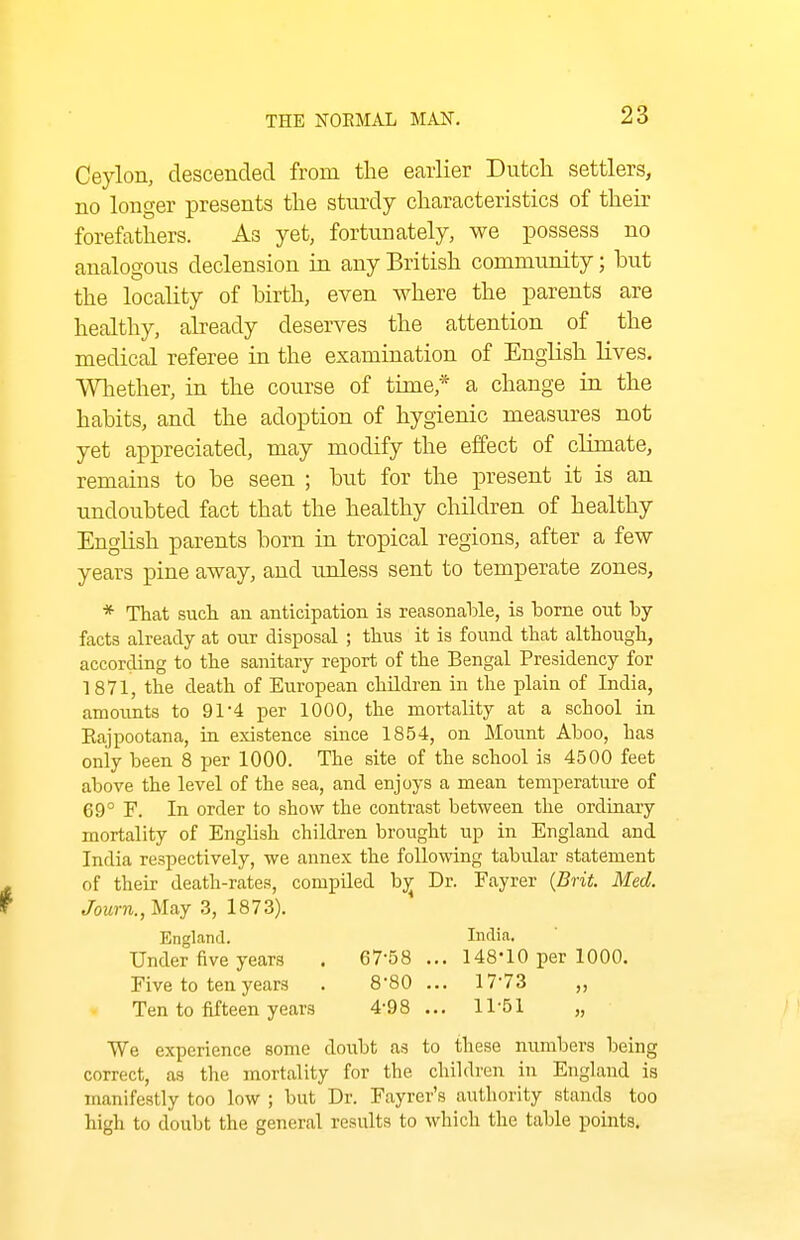 THE NORMAL MAN. 23
Ceylon, descended from the earlier Dutch settlers,
no longer presents the sturdy characteristics of their
forefathers. As yet, fortunately, we possess no
analogous declension in any British community; but
the locality of birth, even where the parents are
healthy, already deserves the attention of the
medical referee in the examination of English lives.
Whether, in the course of time,* a change in the
habits, and the adoption of hygienic measures not
yet appreciated, may modify the effect of climate,
remains to be seen ; but for the present it is an
undoubted fact that the healthy children of healthy
English parents born in tropical regions, after a few
years pine away, and unless sent to temperate zones,
* That such an anticipation is reasonable, is borne out by
facts already at our disposal ; thus it is found that although,
according to the sanitary report of the Bengal Presidency for
1871, the death of European children in the plain of India,
amounts to 91·4 per 1000, the mortality at a school in
Rajpootana, in existence since 1854, on Mount Aboo, has
only been 8 per 1000. The site of the school is 4500 feet
above the level of the sea, and enjoys a mean temperature of
69° F. In order to show the contrast between the ordinary
mortality of English children brought up in England and
India respectively, we annex the following tabular statement
of their death-rates, compiled by Dr. Fayrer (Brit. Med.
Journ., May 3, 1873).
England. India.
Under five years . 67·58 ... 148·10 per 1000.
Five to ten years . 8·80 ... 17·73 ,,
Ten to fifteen years 4·98 ... 11·51 ,,
We experience some doubt as to these numbers being
correct, as the mortality for the children in England is
manifestly too low ; but Dr. Fayrer's authority stands too
high to doubt the general results to which the table points.